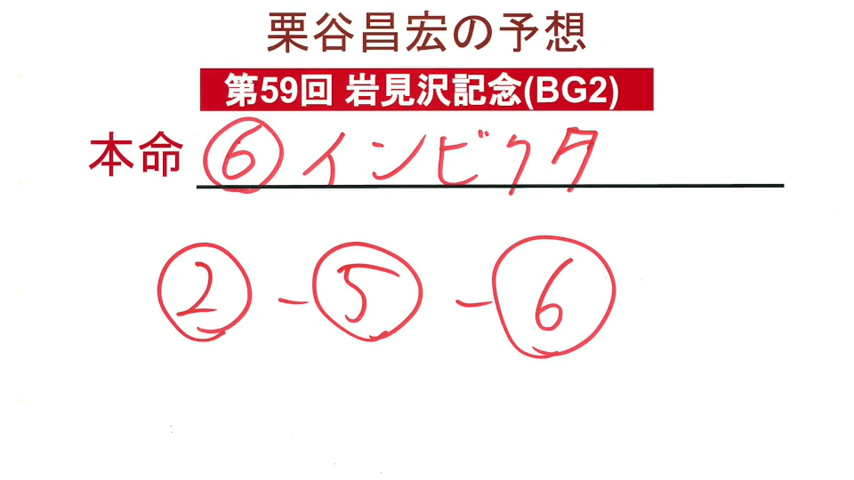 栗谷昌宏の予想
第59回 岩見沢記念(BG2)
本命 ⑥ インビクタ
② - ⑤ - ⑥